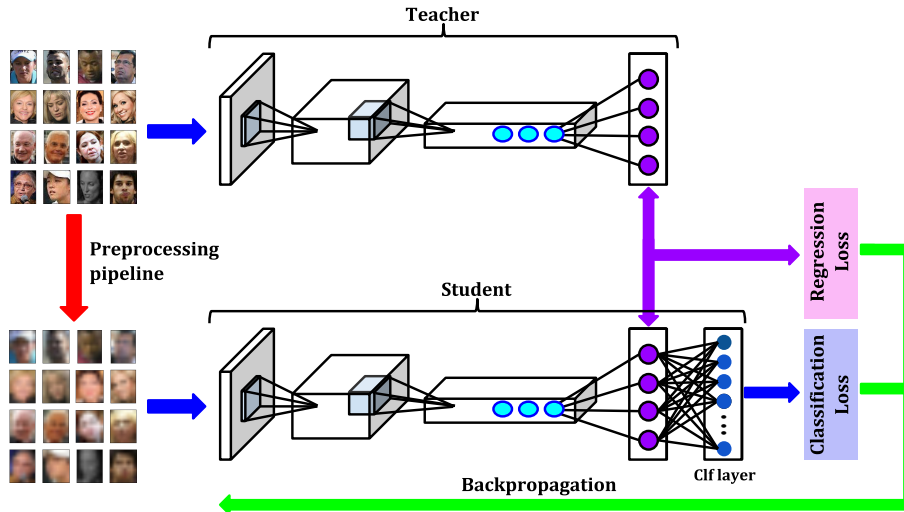 Teacher
Preprocessing
pipeline
Regression
Loss
Student
Classification
Loss
Clf layer
Backpropagation